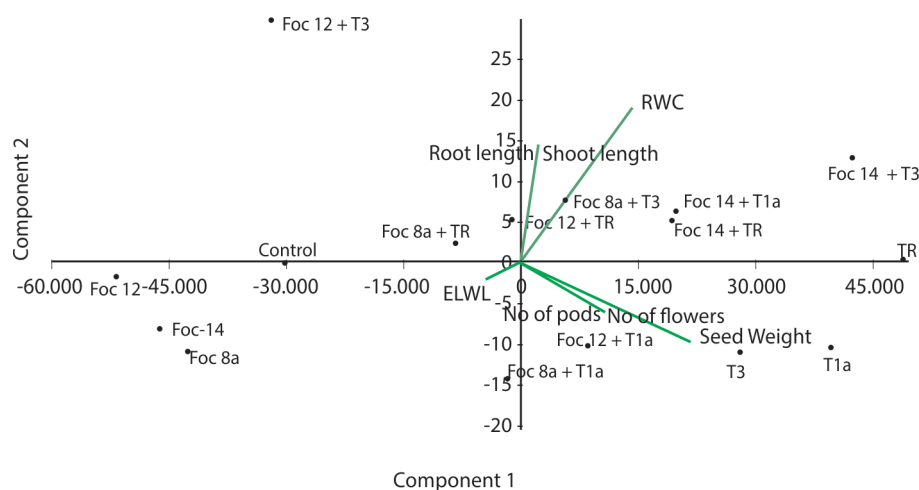 Foc 12 + T3
25
20
RWC
15
Root length
Shoot length
10
Foc 14 + T3
Foc 8a + T3
Foc 14 + T1a
5
Foc 12 + TR
Foc 14 + TR
Foc 8a + TR
Control
0
TR
-60.000
Foc 12
-45.000
-30.000
-15.000
0
15.000
30.000
45.000
ELWL
-5
No of pods
No of flowers
Foc-14
Foc 8a
-10
Foc 12 + T1a
Seed Weight
T3
T1a
-15
Foc 8a + T1a
-20
Component 2
Component 1